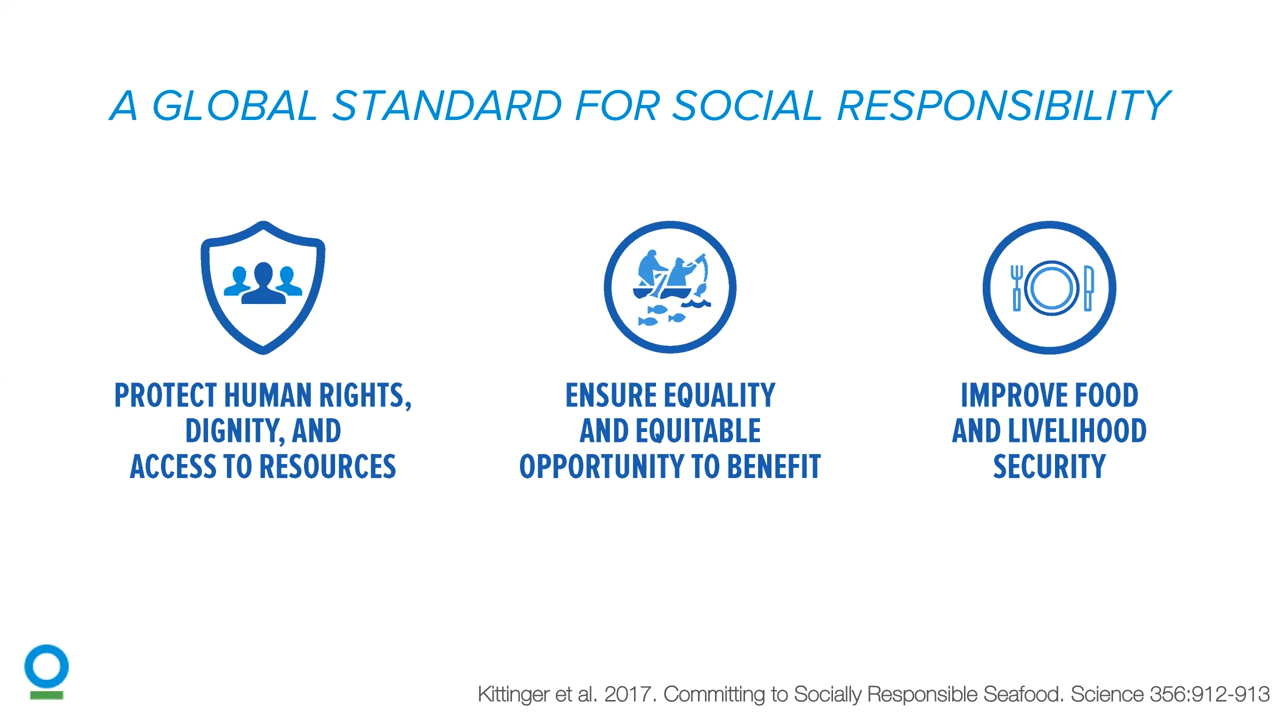 A GLOBAL STANDARD FOR SOCIAL RESPONSIBILITY
PROTECT HUMAN RIGHTS,
DIGNITY, AND
ACCESS TO RESOURCES
ENSURE EQUALITY
AND EQUITABLE
OPPORTUNITY TO BENEFIT
IMPROVE FOOD
AND LIVELIHOOD
SECURITY
Kittinger et al. 2017. Committing to Socially Responsible Seafood. Science 356:912-913